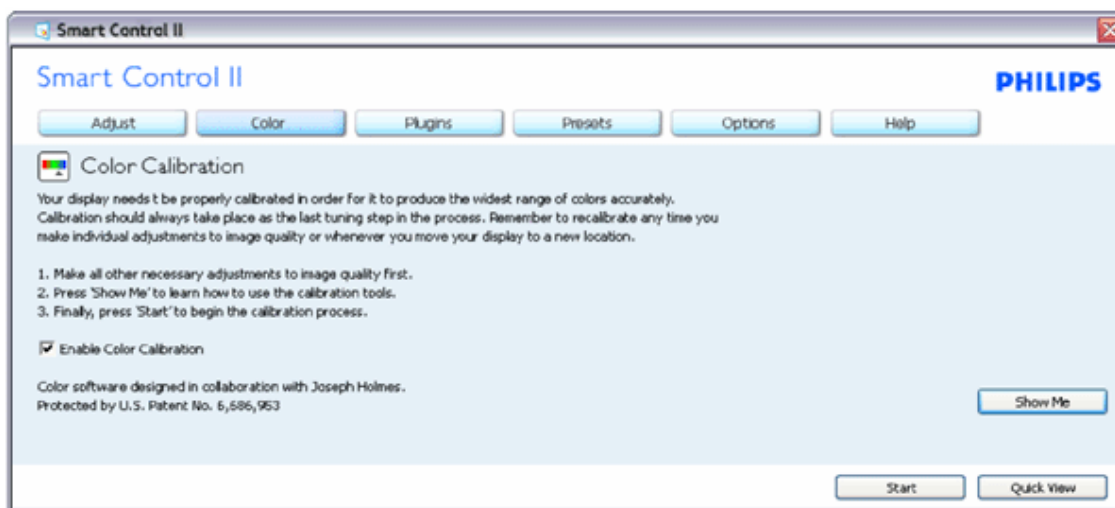 Smart Control II
Smart Control II
PHILIPS
Adjust
Color
Plugins
Presets
Options
Help
Color Calibration
Your display needs t be properly calibrated in order for it to produce the widest range of colors accurately.
Calibration should always take place as the last tuning step in the process. Remember to recalibrate any time you
make individual adjustments to image quality or whenever you move your display to a new location.
1. Make all other necessary adjustments to image quality first.
2. Press 'Show Me' to learn how to use the calibration tools.
3. Finally, press 'Start' to begin the calibration process.
Enable Color Calibration
Color software designed in collaboration with Joseph Holmes.
Protected by U.S. Patent No. 6,686,953
Show Me
Start
Quick View